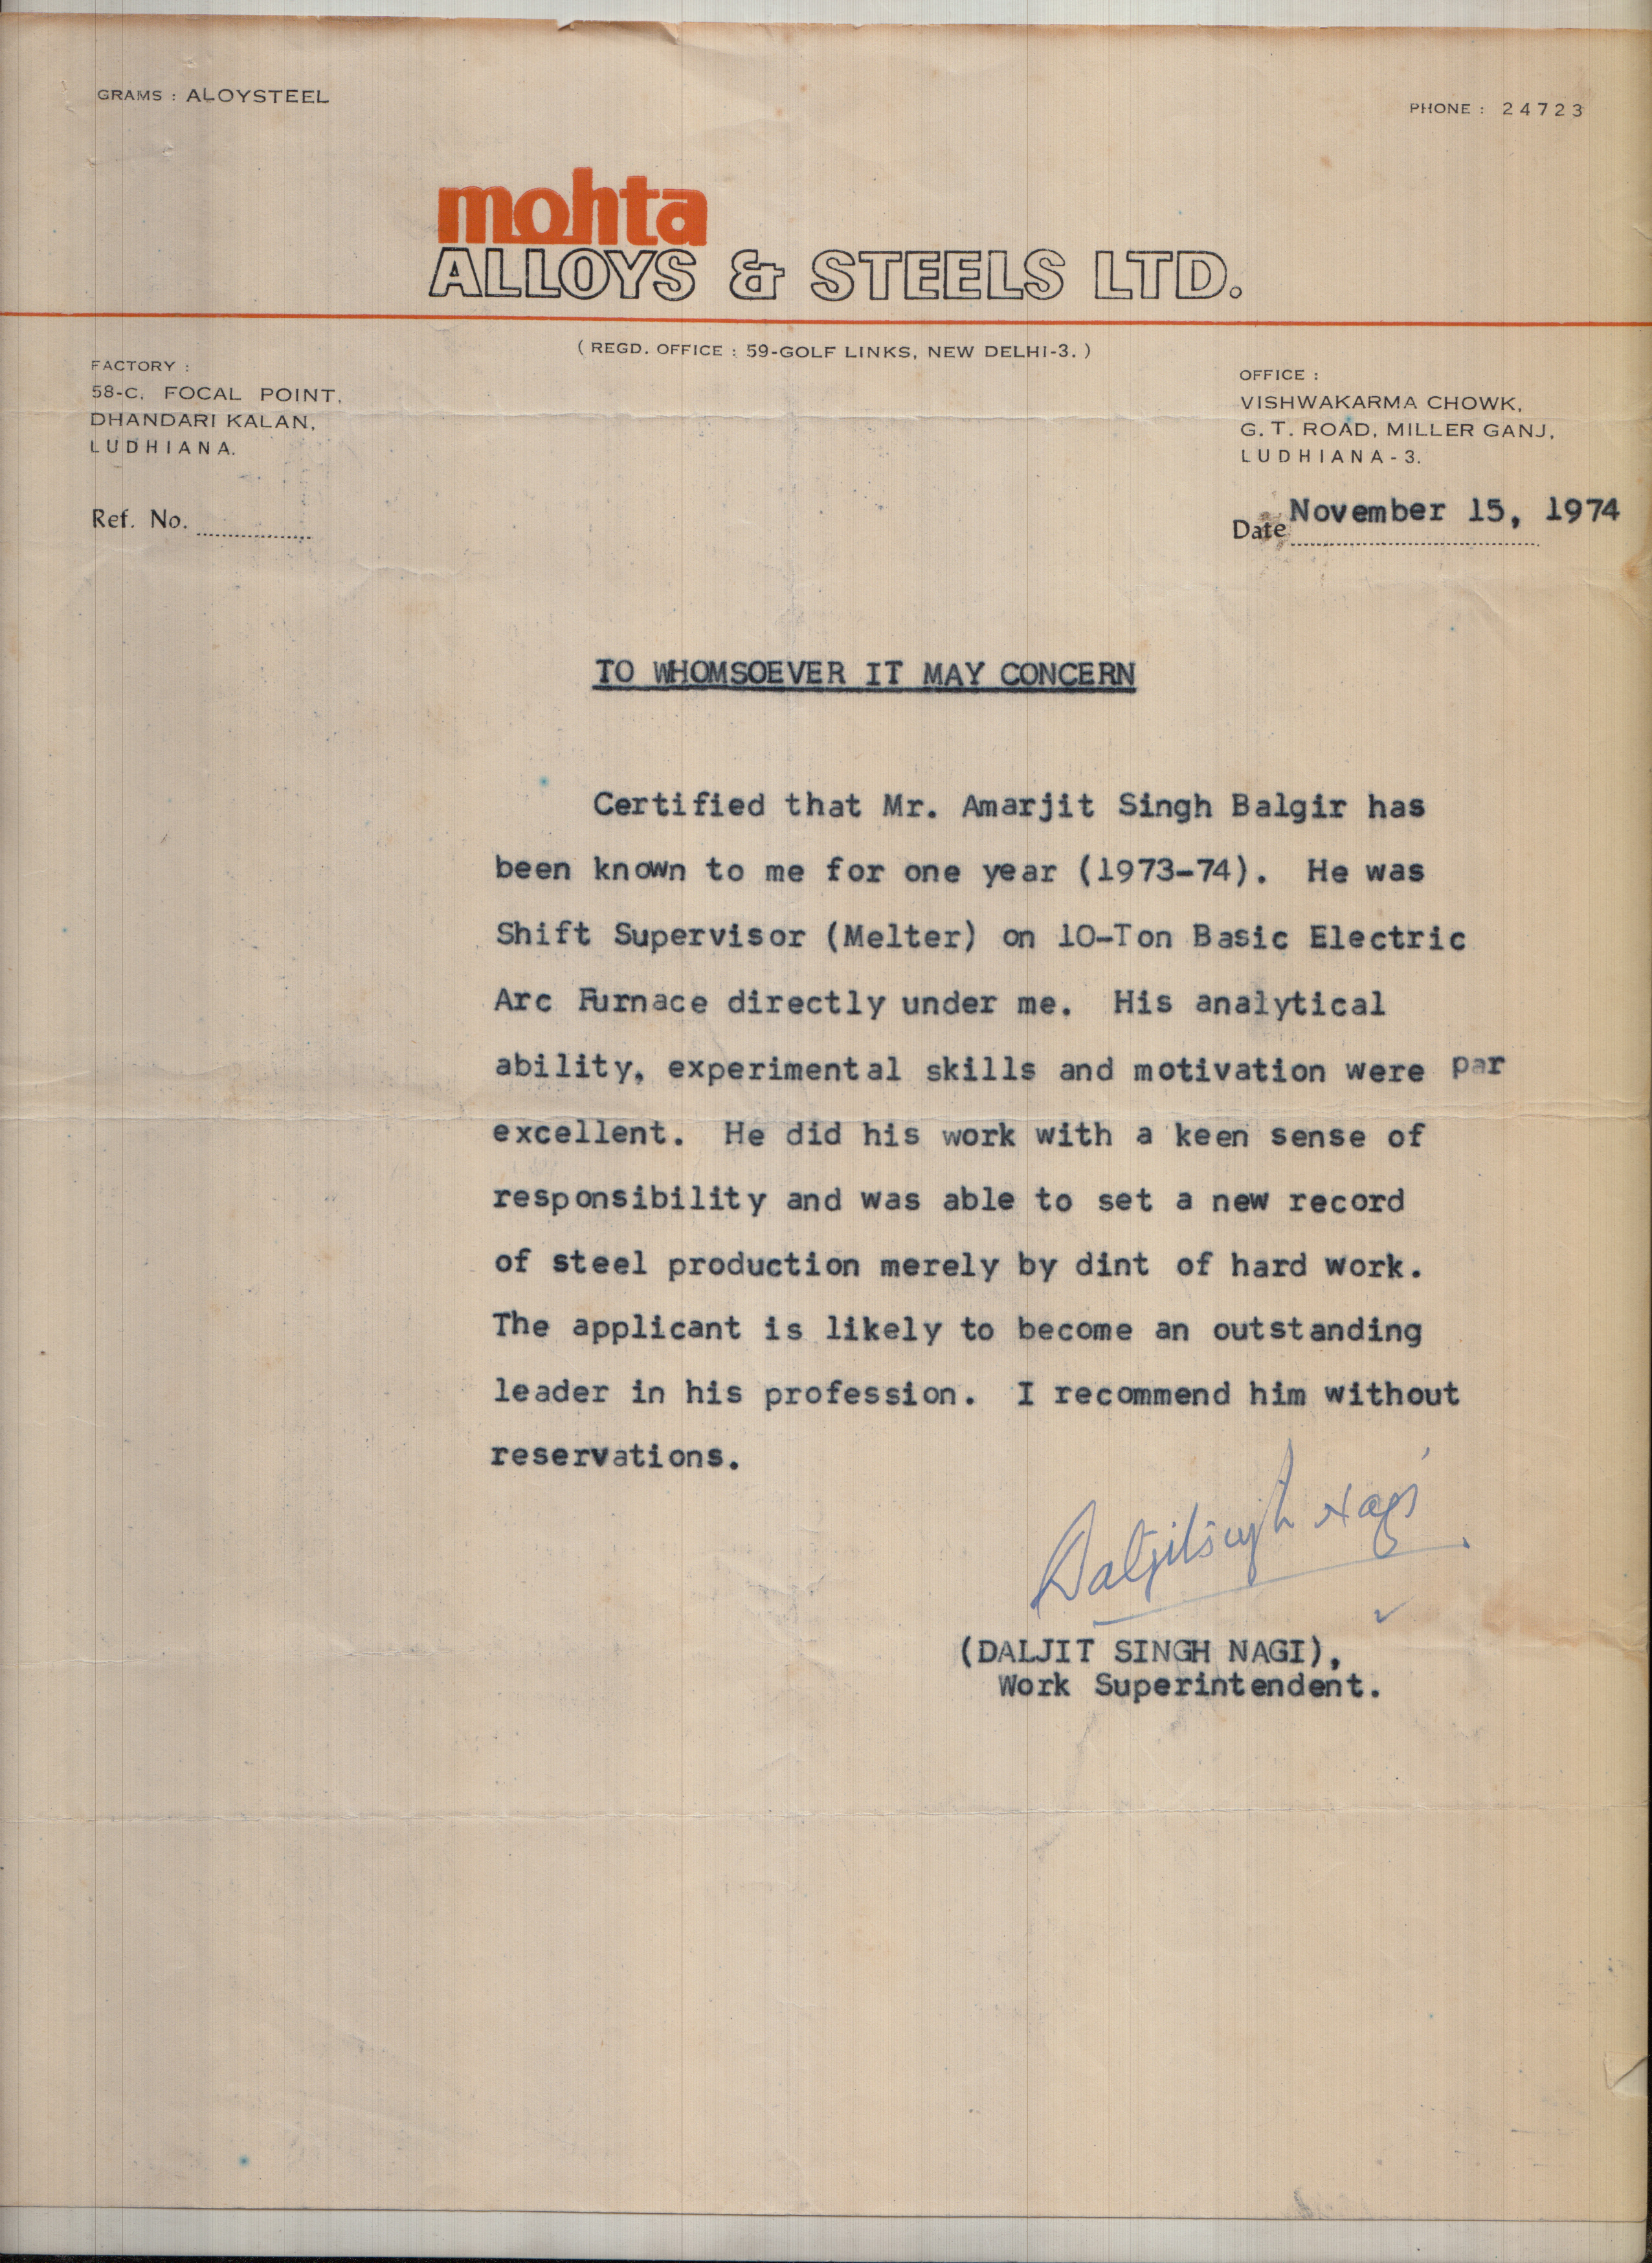 GRAMS : ALOYSTEEL
PHONE : 24723
mohta
ALLOYS & STEELS LTD.
( REGD. OFFICE : 59-GOLF LINKS, NEW DELHI-3. )
FACTORY :
58-C, FOCAL POINT,
DHANDARI KALAN,
LUDHIANA.
OFFICE :
VISHWAKARMA CHOWK,
G. T. ROAD, MILLER GANJ,
LUDHIANA-3.
Ref. No.
Date November 15, 1974
TO WHOMSOEVER IT MAY CONCERN
Certified that Mr. Amarjit Singh Balgir has
been known to me for one year (1973-74). He was
Shift Supervisor (Melter) on 10-Ton Basic Electric
Arc Furnace directly under me. His analytical
ability, experimental skills and motivation were par
excellent. He did his work with a keen sense of
responsibility and was able to set a new record
of steel production merely by dint of hard work.
The applicant is likely to become an outstanding
leader in his profession. I recommend him without
reservations.
Daljitsingh Nagi
(DALJIT SINGH NAGI),
Work Superintendent.